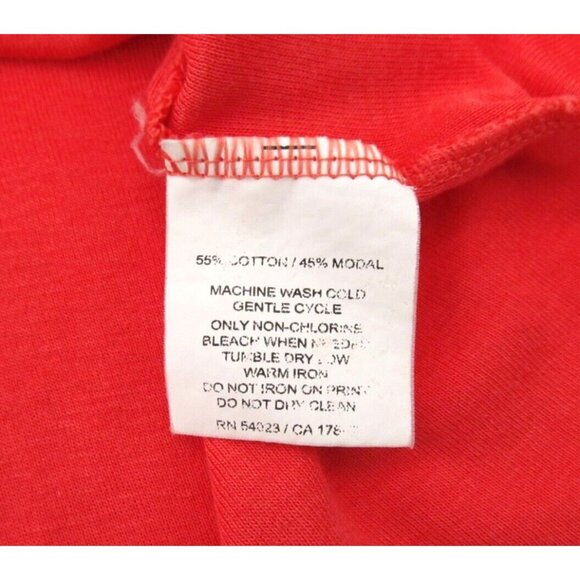 55% COTTON / 45% MODAL
MACHINE WASH COLD
GENTLE CYCLE
ONLY NON-CHLORINE
BLEACH WHEN NEEDED
TUMBLE DRY LOW
WARM IRON
DO NOT IRON ON PRINT
DO NOT DRY CLEAN
RN 54023 / CA